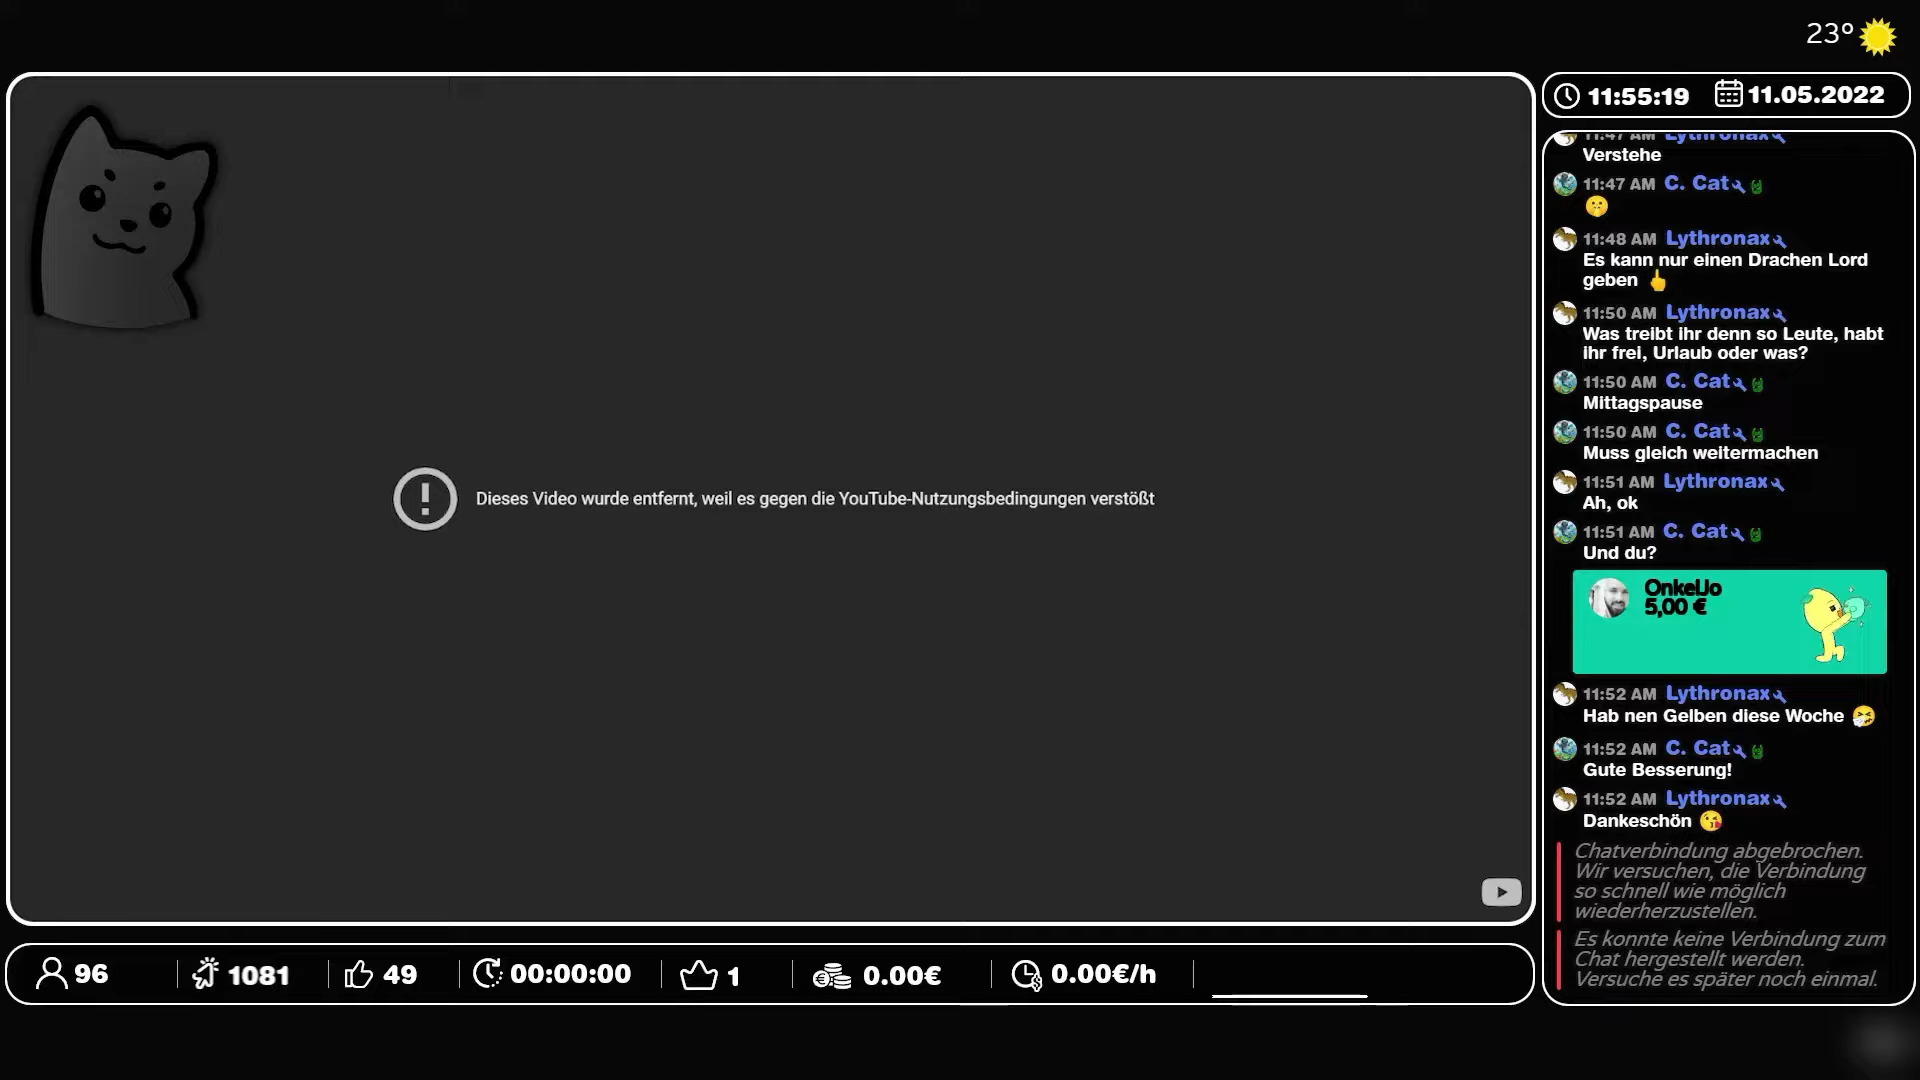 23°
11:55:19 11.05.2022
11:47 AM Lythronax
Verstehe
11:47 AM C. Cat
11:48 AM Lythronax
Es kann nur einen Drachen Lord
geben
11:50 AM Lythronax
Was treibt ihr denn so Leute, habt
ihr frei, Urlaub oder was?
11:50 AM C. Cat
Mittagspause
11:50 AM C. Cat
Muss gleich weitermachen
11:51 AM Lythronax
Ah, ok
11:51 AM C. Cat
Und du?
OnkelJo
5,00 €
11:52 AM Lythronax
Hab nen Gelben diese Woche
11:52 AM C. Cat
Gute Besserung!
11:52 AM Lythronax
Dankeschön
Chatverbindung abgebrochen.
Wir versuchen, die Verbindung
so schnell wie möglich
wiederherzustellen.
Es konnte keine Verbindung zum
Chat hergestellt werden.
Versuche es später noch einmal.
Dieses Video wurde entfernt, weil es gegen die YouTube-Nutzungsbedingungen verstößt
96 1081 49 00:00:00 1 0.00€ 0.00€/h